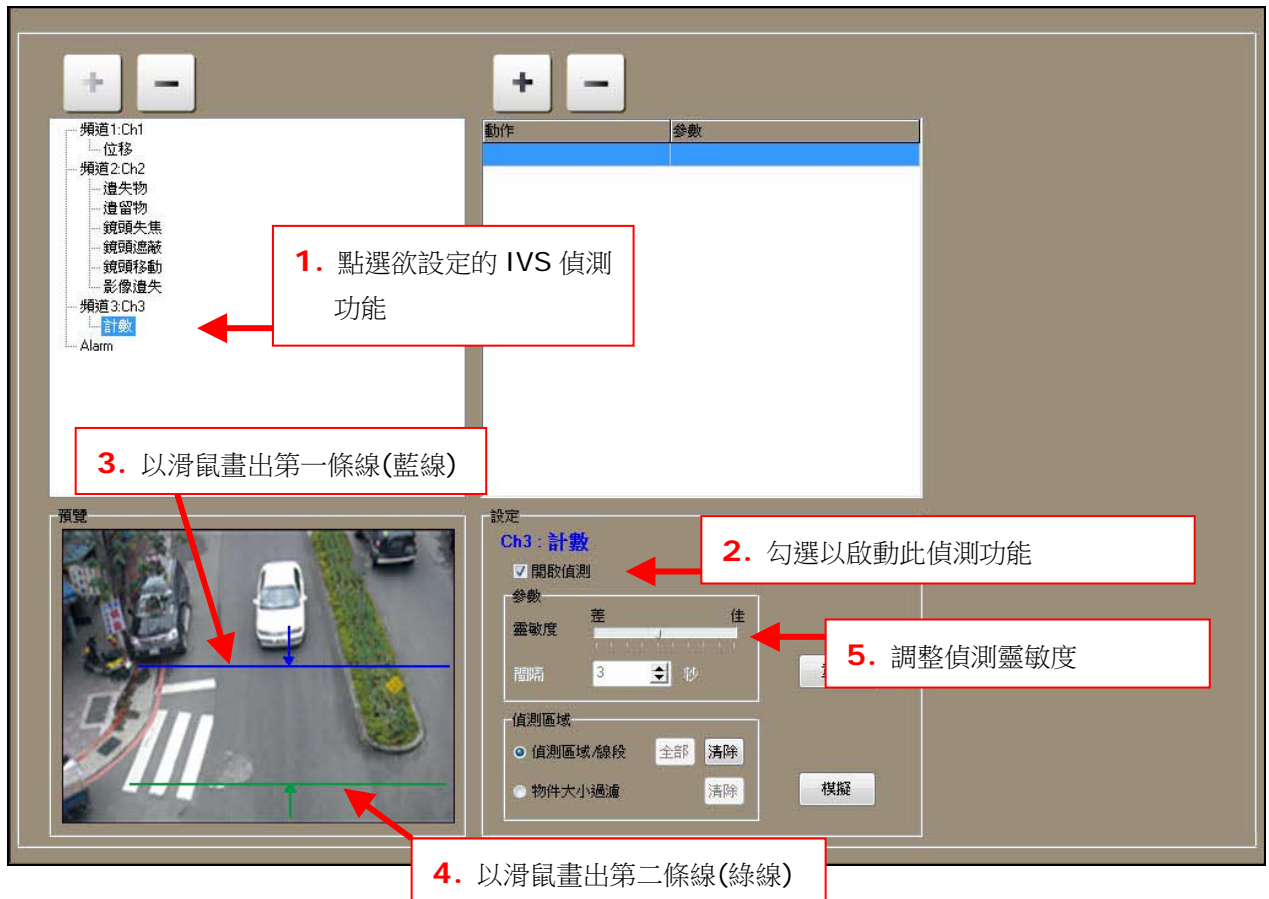 動作 參數
頻道1:Ch1
位移
頻道2:Ch2
遺失物
遺留物
鏡頭失焦
鏡頭遮蔽
鏡頭移動
影像遺失
頻道3:Ch3
計數
Alarm
1. 點選欲設定的 IVS 偵測
功能
3. 以滑鼠畫出第一條線(藍線)
預覽
設定
Ch3 : 計數
2. 勾選以啟動此偵測功能
開啟偵測
參數
差 佳
靈敏度
5. 調整偵測靈敏度
間隔 3 秒
偵測區域
偵測區域/線段 全部 清除
物件大小過濾 清除
模擬
4. 以滑鼠畫出第二條線(綠線)